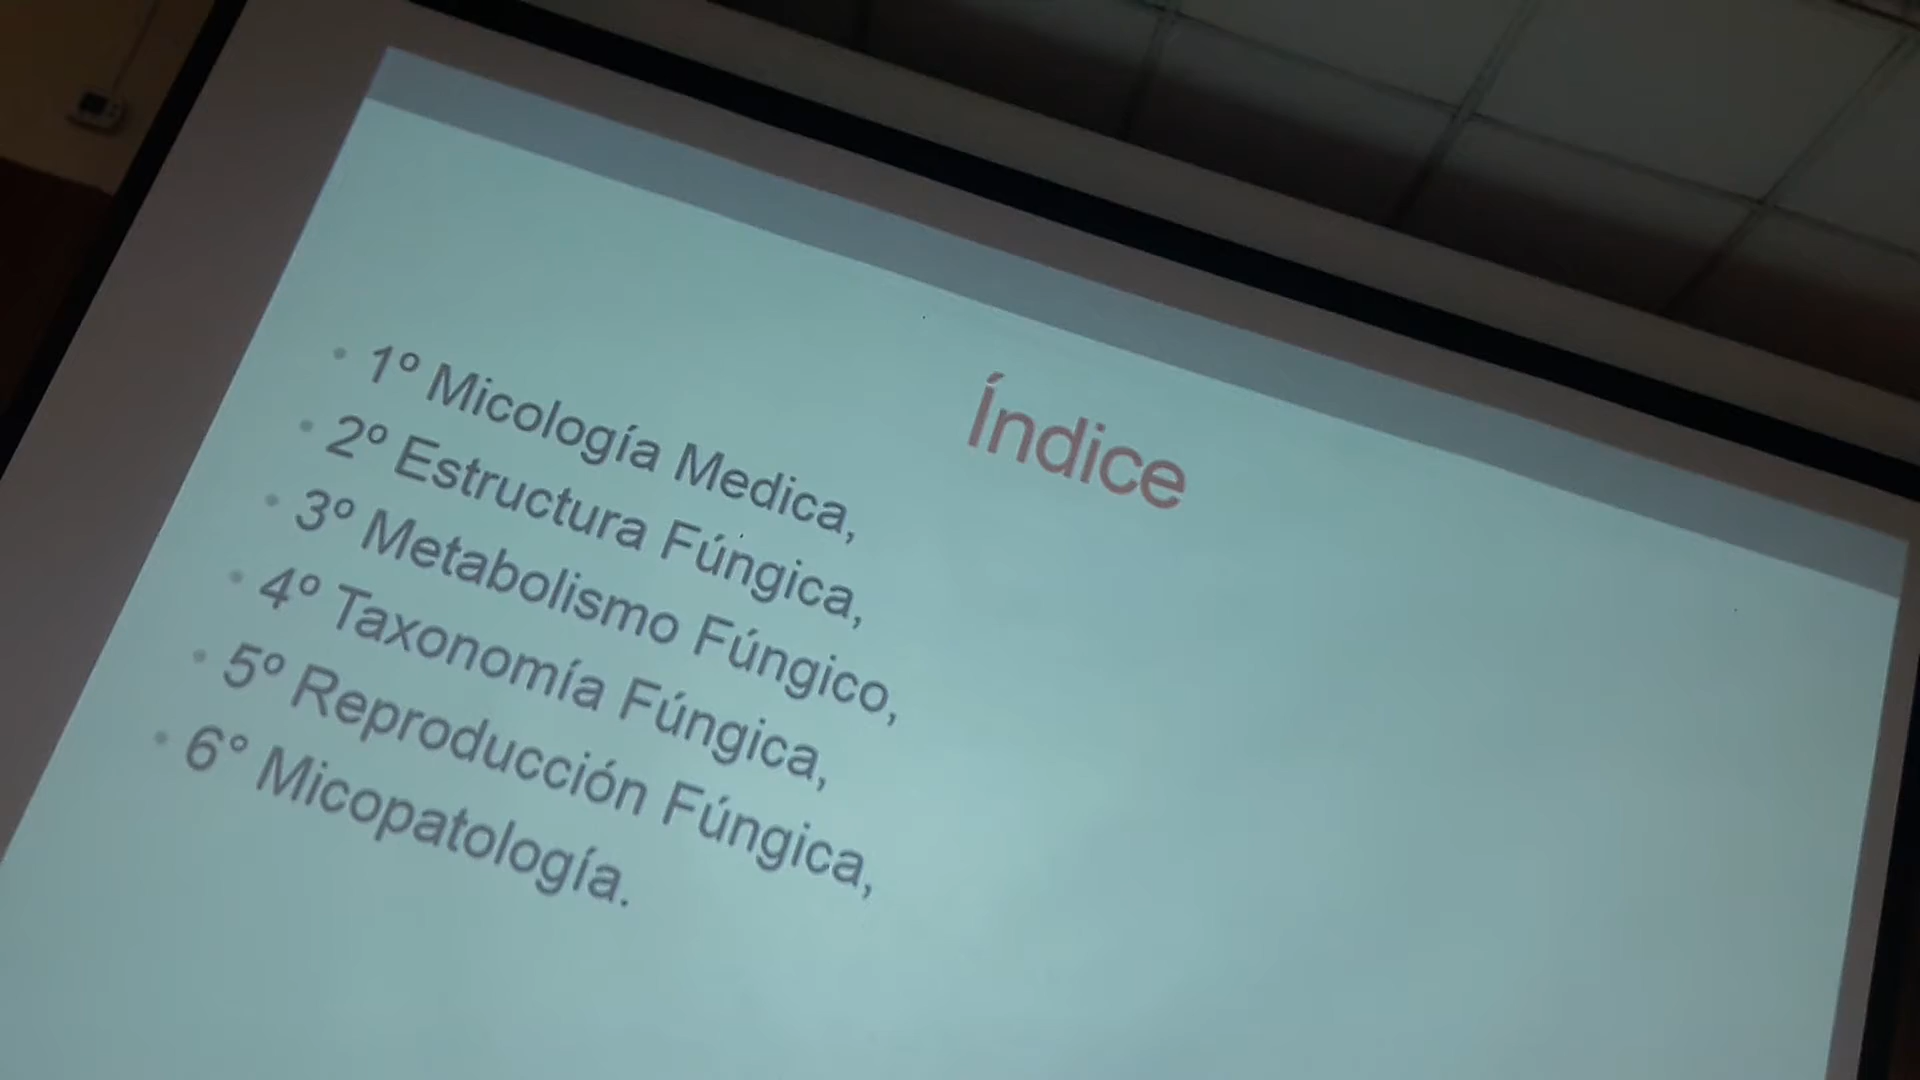 Índice
1º Micología Medica,
2º Estructura Fúngica,
3º Metabolismo Fúngico,
4º Taxonomía Fúngica,
5º Reproducción Fúngica,
6° Micopatología.